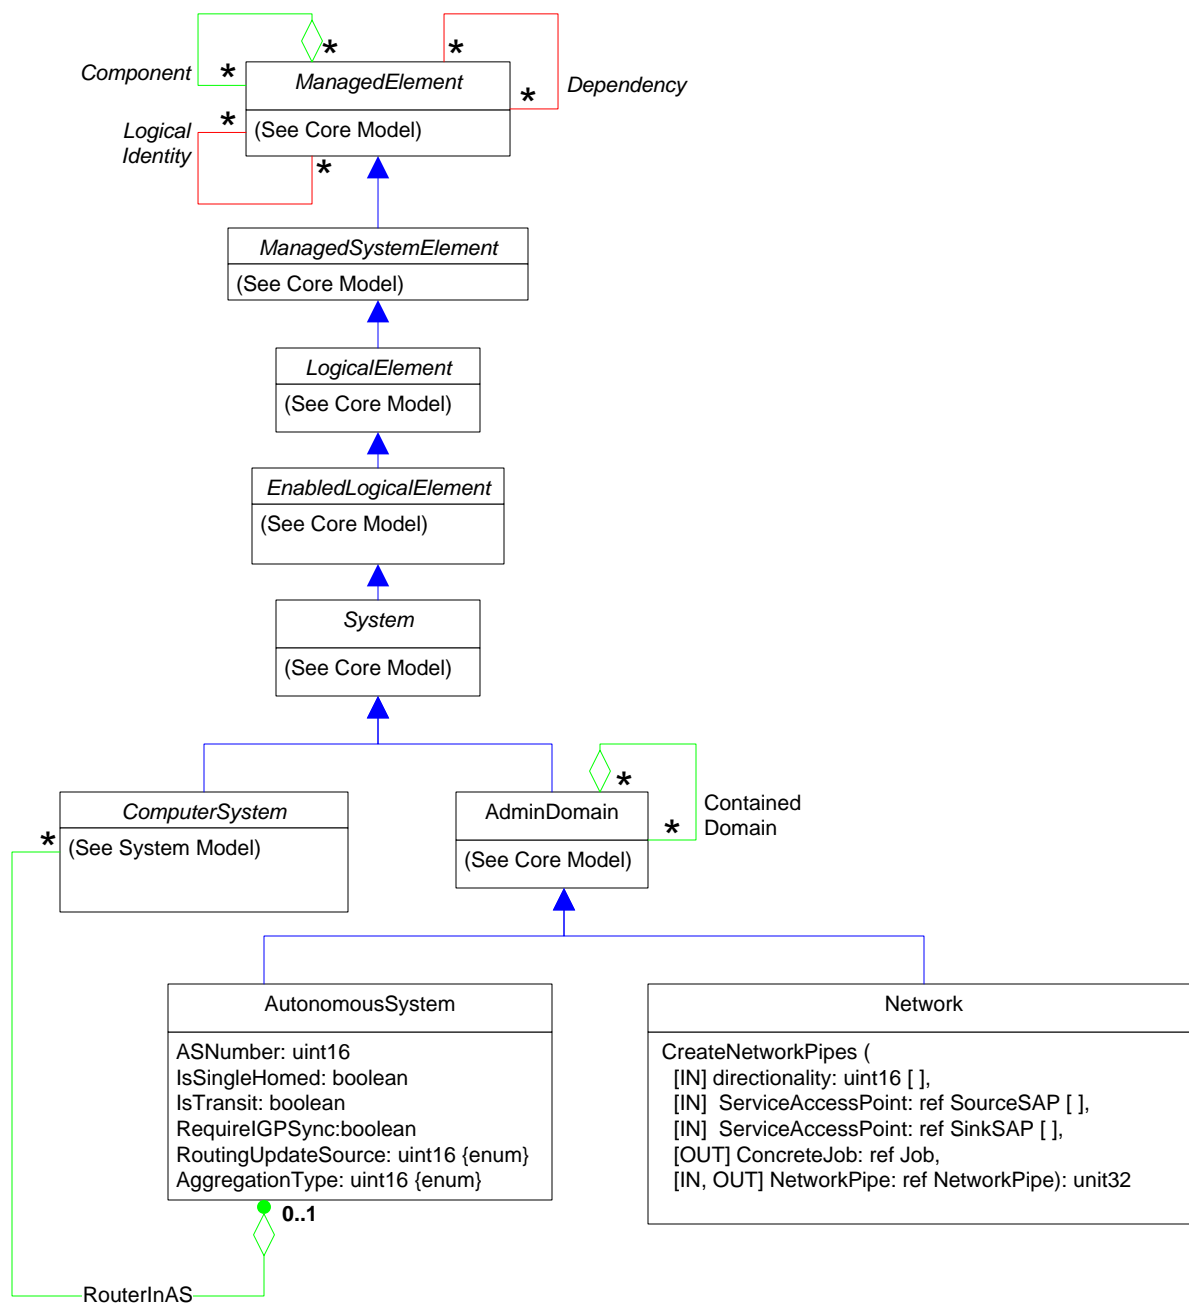 *
*
Component
*
ManagedElement
Dependency
*
*
Logical
Identity
*
(See Core Model)
*
ManagedSystemElement
(See Core Model)
LogicalElement
(See Core Model)
EnabledLogicalElement
(See Core Model)
System
(See Core Model)
ComputerSystem
*
(See System Model)
*
AdminDomain
*
Contained
Domain
(See Core Model)
AutonomousSystem
ASNumber: uint16
IsSingleHomed: boolean
IsTransit: boolean
RequireIGPSync:boolean
RoutingUpdateSource: uint16 {enum}
AggregationType: uint16 {enum}
0..1
RouterInAS
Network
CreateNetworkPipes (
[IN] directionality: uint16 [ ],
[IN] ServiceAccessPoint: ref SourceSAP [ ],
[IN] ServiceAccessPoint: ref SinkSAP [ ],
[OUT] ConcreteJob: ref Job,
[IN, OUT] NetworkPipe: ref NetworkPipe): unit32